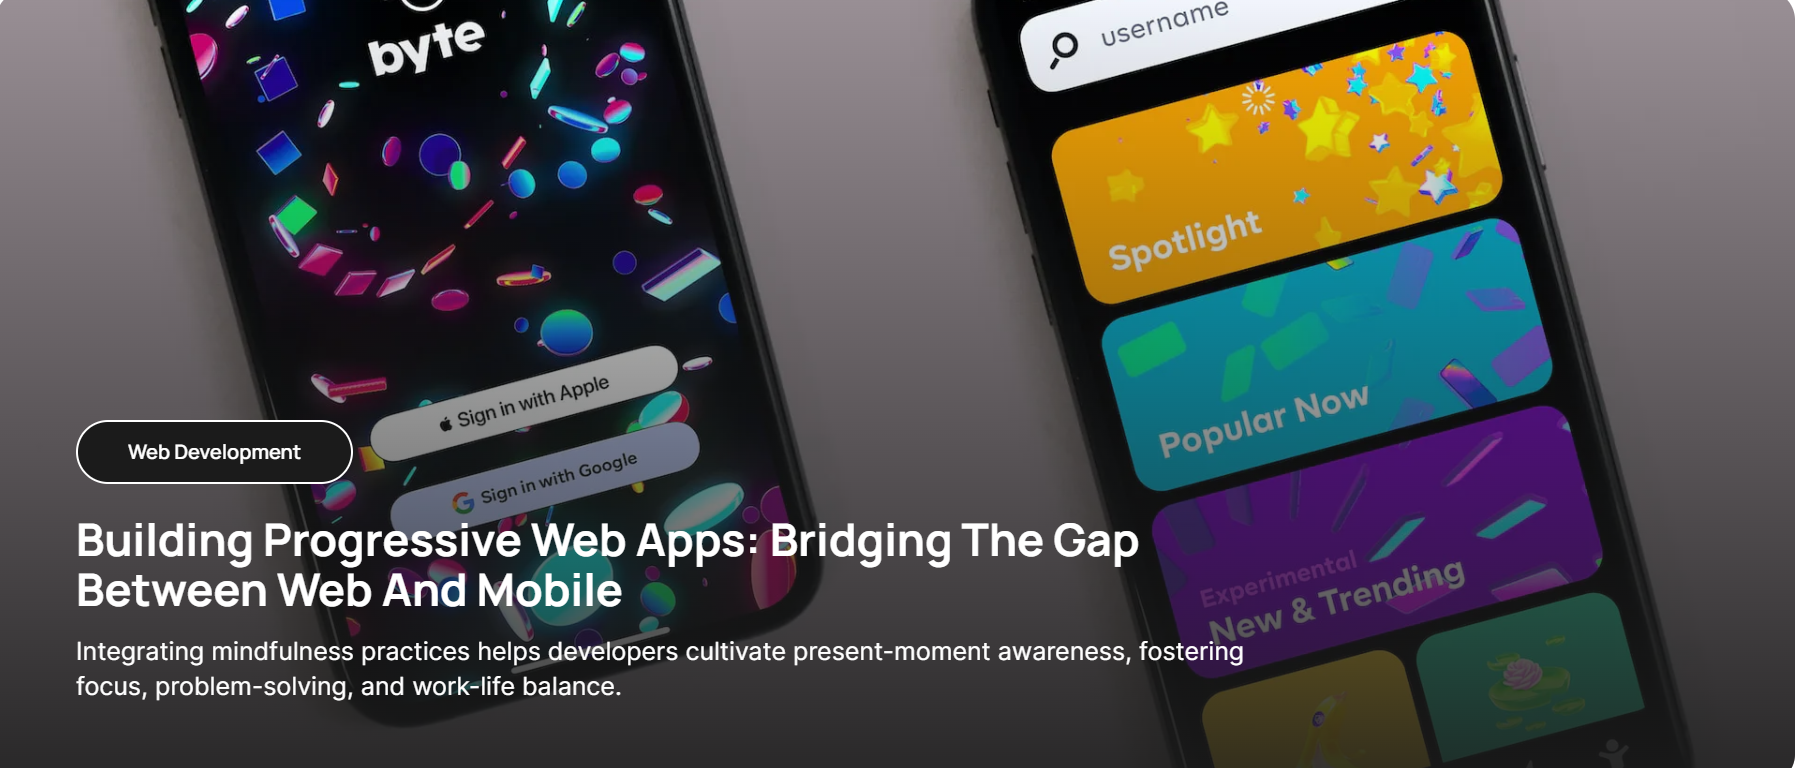 byte
Sign in with Apple
Sign in with Google
username
Spotlight
Popular Now
Experimental
New & Trending
Web Development
Building Progressive Web Apps: Bridging The Gap
Between Web And Mobile
Integrating mindfulness practices helps developers cultivate present-moment awareness, fostering
focus, problem-solving, and work-life balance.